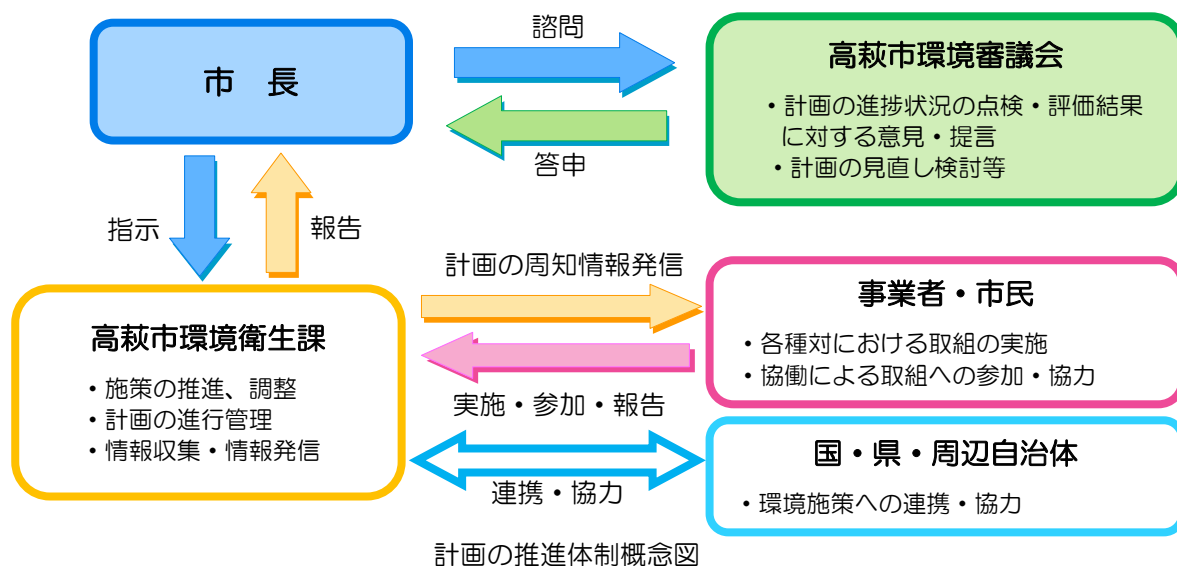 市　長
諮問
答申
高萩市環境審議会
・計画の進捗状況の点検・評価結果
に対する意見・提言
・計画の見直し検討等
指示
報告
高萩市環境衛生課
・施策の推進、調整
・計画の進行管理
・情報収集・情報発信
計画の周知情報発信
実施・参加・報告
事業者・市民
・各種対における取組の実施
・協働による取組への参加・協力
連携・協力
国・県・周辺自治体
・環境施策への連携・協力
計画の推進体制概念図